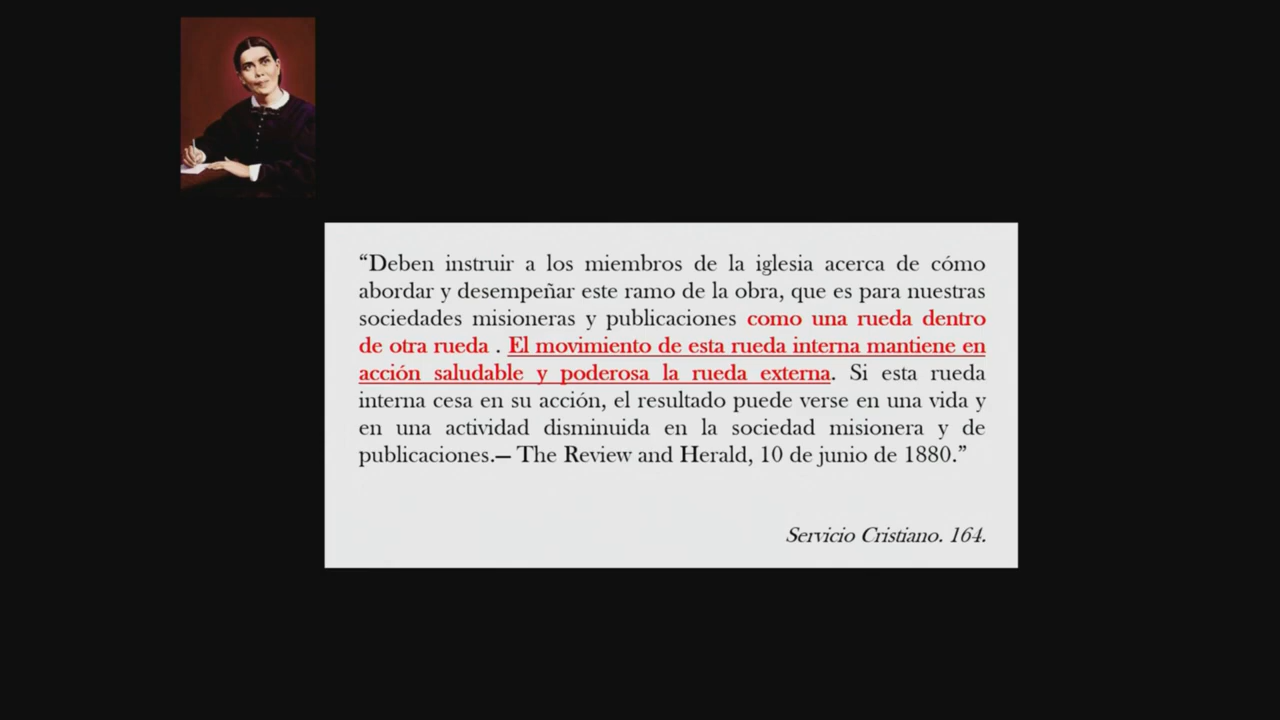 “Deben instruir a los miembros de la iglesia acerca de cómo
abordar y desempeñar este ramo de la obra, que es para nuestras
sociedades misioneras y publicaciones como una rueda dentro
de otra rueda . El movimiento de esta rueda interna mantiene en
acción saludable y poderosa la rueda externa. Si esta rueda
interna cesa en su acción, el resultado puede verse en una vida y
en una actividad disminuida en la sociedad misionera y de
publicaciones.— The Review and Herald, 10 de junio de 1880.”
Servicio Cristiano. 164.